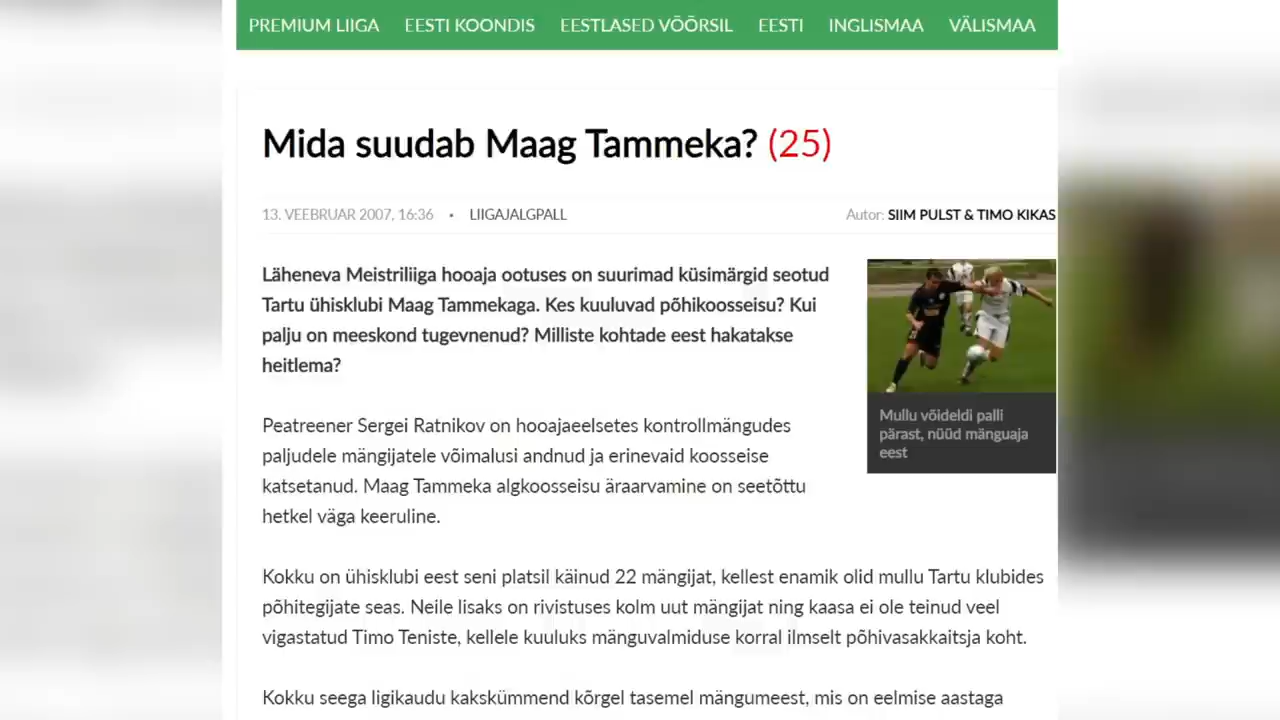 PREMIUM LIIGA EESTI KOONDIS EESTLASED VÕÕRSIL EESTI INGLISMAA VÄLISMAA
Mida suudab Maag Tammeka? (25)
13. VEEBRUAR 2007, 16:36 • LIIGAJALGPALL Autor: SIIM PULST & TIMO KIKAS
Läheneva Meistriliiga hooaja ootuses on suurimad küsimärgid seotud
Tartu ühisklubi Maag Tammekaga. Kes kuuluvad põhikoosseisu? Kui
palju on meeskond tugevnenud? Milliste kohtade eest hakatakse
heitlema?
Mullu võideldi palli
pärast, nüüd mänguaja
eest
Peatreener Sergei Ratnikov on hooajaeelsetes kontrollmängudes
paljudele mängijatele võimalusi andnud ja erinevaid koosseise
katsetanud. Maag Tammeka algkoosseisu äraarvamine on seetõttu
hetkel väga keeruline.
Kokku on ühisklubi eest seni platsil käinud 22 mängijat, kellest enamik olid mullu Tartu klubides
põhitegijate seas. Neile lisaks on rivistuses kolm uut mängijat ning kaasa ei ole teinud veel
vigastatud Timo Teniste, kellele kuuluks mänguvalmiduse korral ilmselt põhivasakkaitsja koht.
Kokku seega ligikaudu kakskümmend kõrgel tasemel mängumeest, mis on eelmise aastaga